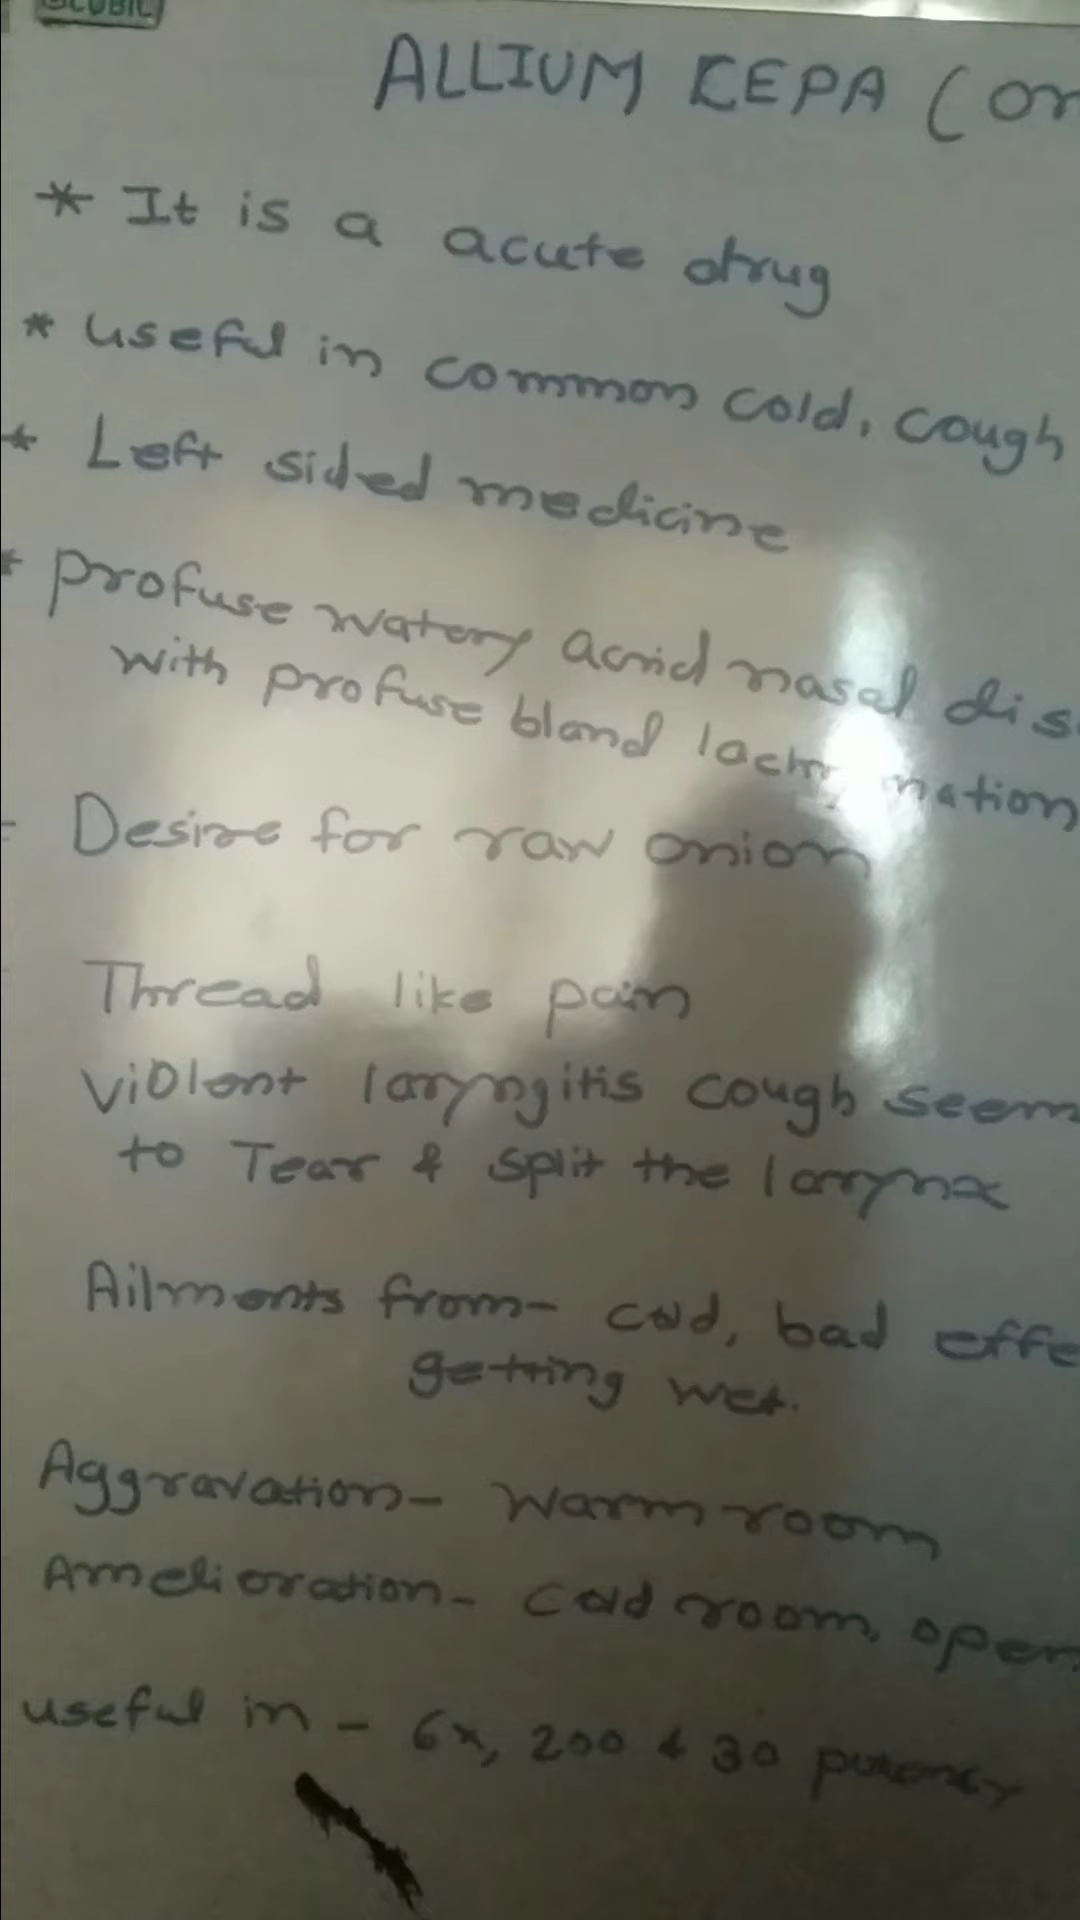 ALLIUM CEPA (on
* It is a acute drug
* useful in common cold, cough
* Left sided medicine
* Profuse watery acrid nasal dis
with profuse bland lachrymation
- Desire for raw onion
Thread like pain
Violent laryngitis cough seem
to Tear & split the larynx
Ailments from- cold, bad effe
getting wet.
Aggravation- Warm room
Amelioration- Cold room, open
useful in - 6x, 200 & 30 potency